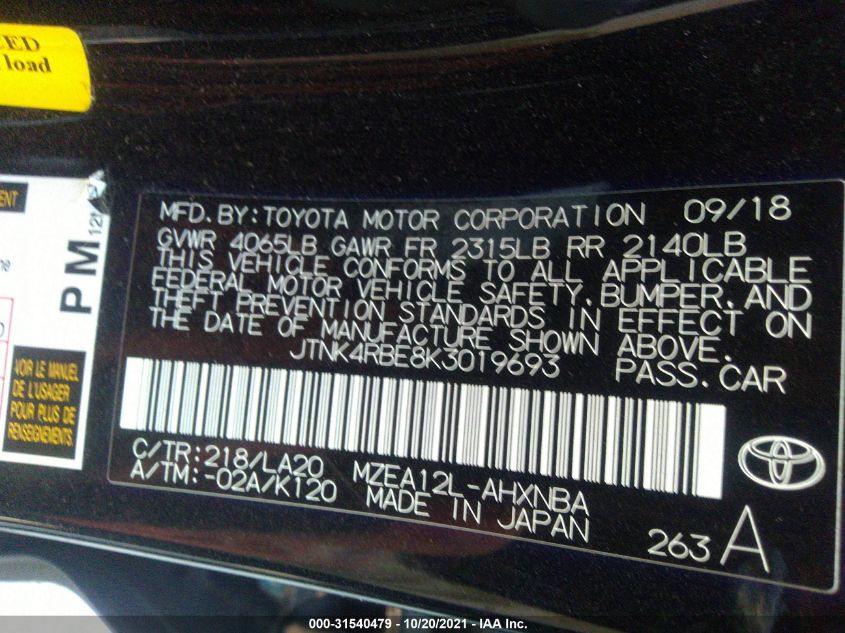 ZED
load
ENT
ne
PM
VOIR LE MANUEL
DE L'USAGER
POUR PLUS DE
RENSEIGNEMENTS
MFD. BY: TOYOTA MOTOR CORPORATION 09/18
GVWR 4065LB GAWR FR 2315LB RR 2140LB
THIS VEHICLE CONFORMS TO ALL APPLICABLE
FEDERAL MOTOR VEHICLE SAFETY, BUMPER, AND
THEFT PREVENTION STANDARDS IN EFFECT ON
THE DATE OF MANUFACTURE SHOWN ABOVE.
JTNK4RBE8K3019693 PASS. CAR
C/TR: 218/LA20 MZEA12L-AHXNBA
A/TM: -02A/K120 MADE IN JAPAN
263 A
000-31540479 | 10/20/2021 - IAA Inc.